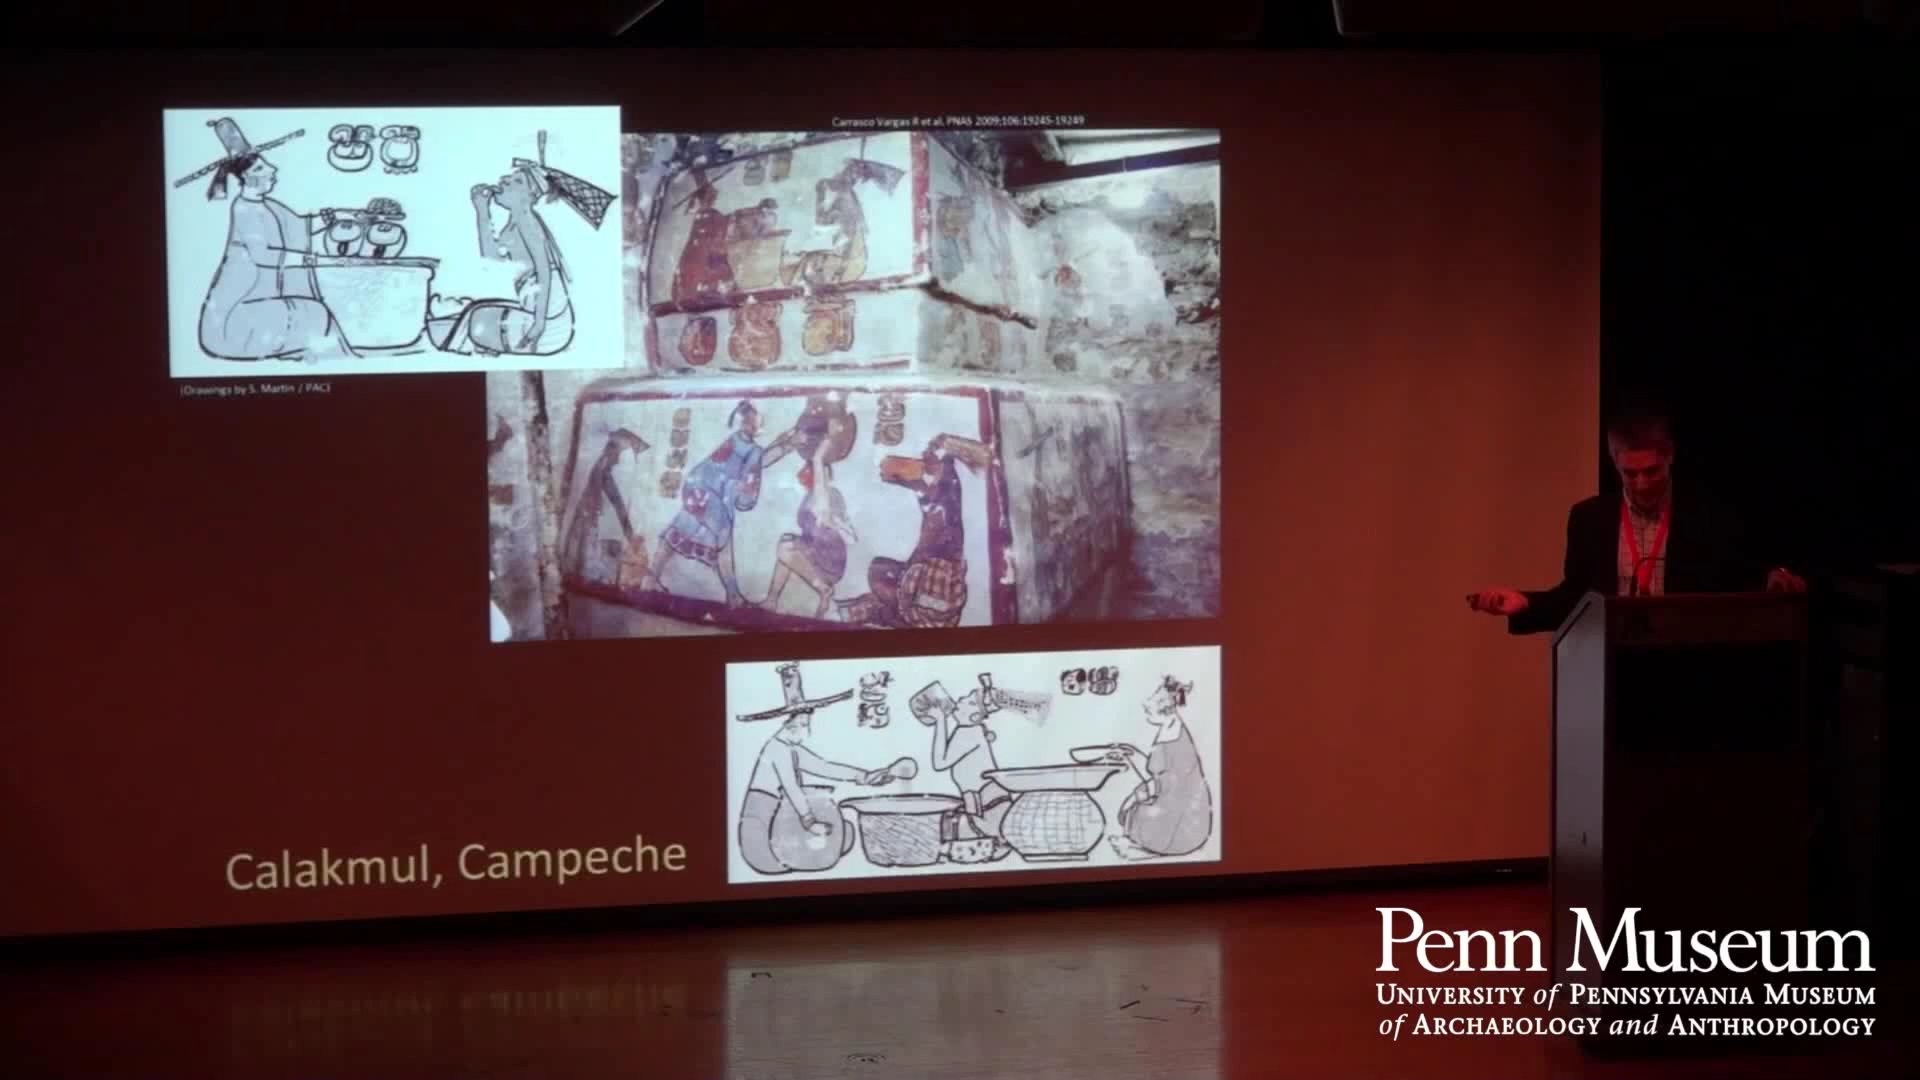 Carrasco Vargas R et al. PNAS 2009;106:19245-19249
(Drawings by S. Martin / PAC)
Calakmul, Campeche
Penn Museum
UNIVERSITY of PENNSYLVANIA MUSEUM
of ARCHAEOLOGY and ANTHROPOLOGY